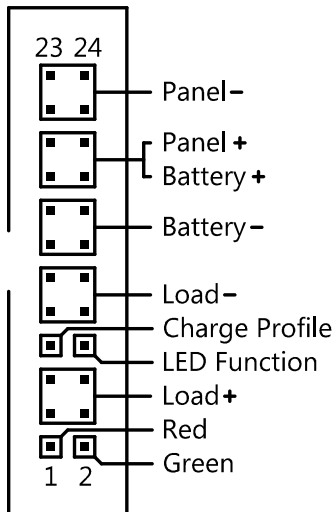 23 24
Panel-
Panel+
Battery+
Battery-
Load-
Charge Profile
LED Function
Load+
Red
Green
1 2